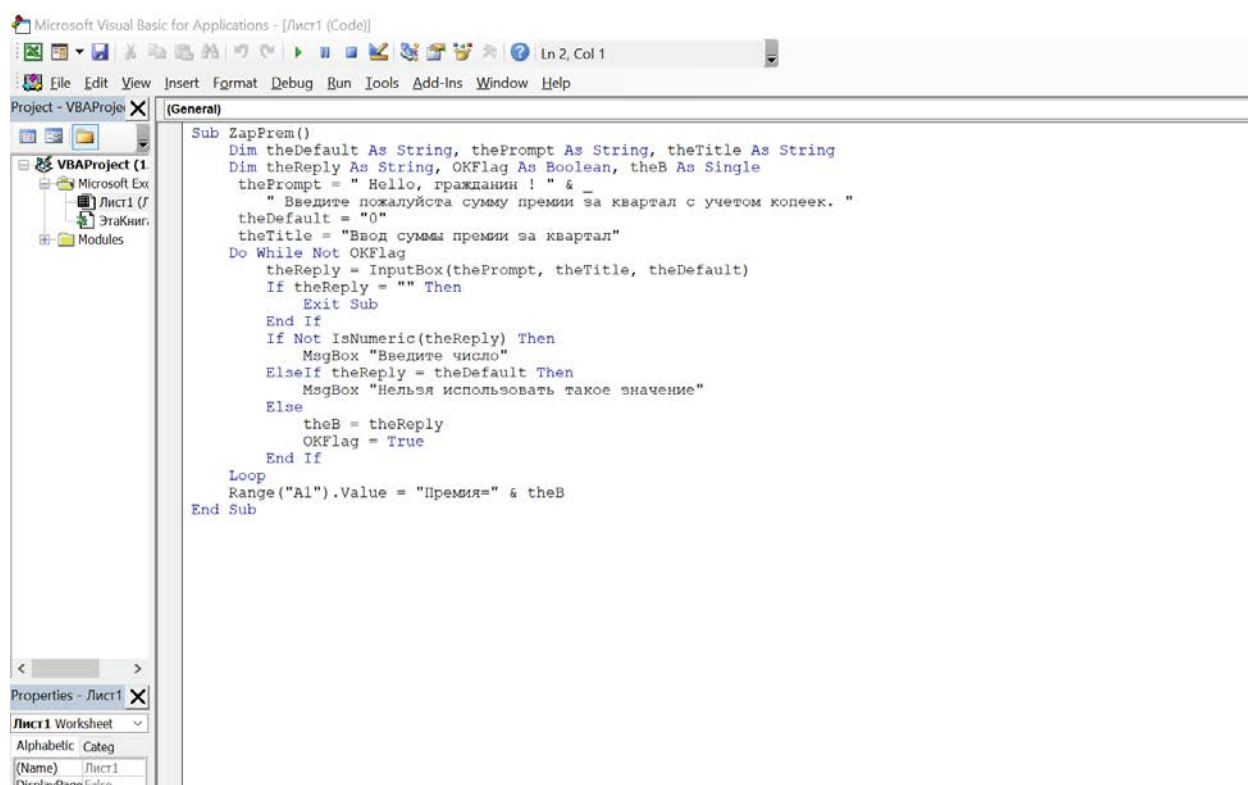 Microsoft Visual Basic for Applications - [Лист1 (Code)]
Ln 2, Col 1
File Edit View Insert Format Debug Run Tools Add-Ins Window Help
Project - VBAProje
(General)
VBAProject (1.
Microsoft Exc
Лист1 (Л
ЭтаКниг
Modules
Sub ZapPrem()
Dim theDefault As String, thePrompt As String, theTitle As String
Dim theReply As String, OKFlag As Boolean, theB As Single
thePrompt = " Hello, гражданин ! " & _
" Введите пожалуйста сумму премии за квартал с учетом копеек. "
theDefault = "0"
theTitle = "Ввод суммы премии за квартал"
Do While Not OKFlag
theReply = InputBox(thePrompt, theTitle, theDefault)
If theReply = "" Then
Exit Sub
End If
If Not IsNumeric(theReply) Then
MsgBox "Введите число"
ElseIf theReply = theDefault Then
MsgBox "Нельзя использовать такое значение"
Else
theB = theReply
OKFlag = True
End If
Loop
Range("A1").Value = "Премия=" & theB
End Sub
Properties - Лист1
Лист1 Worksheet
Alphabetic Categ
(Name) Лист1
DisplayPage False